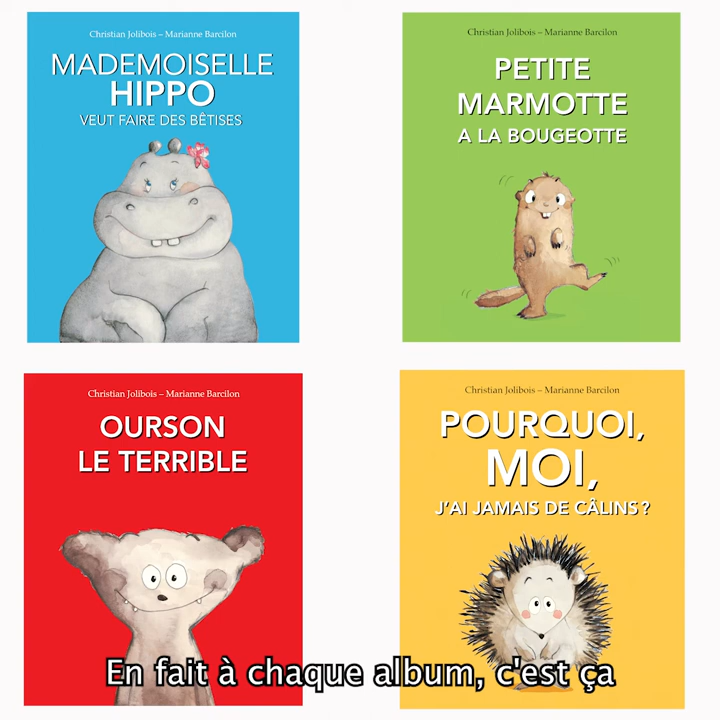 Christian Jolibois – Marianne Barcilon
MADEMOISELLE
HIPPO
VEUT FAIRE DES BÊTISES
Christian Jolibois – Marianne Barcilon
PETITE
MARMOTTE
A LA BOUGEOTTE
Christian Jolibois – Marianne Barcilon
OURSON
LE TERRIBLE
Christian Jolibois – Marianne Barcilon
POURQUOI,
MOI,
J'AI JAMAIS DE CÂLINS ?
En fait à chaque album, c'est ça